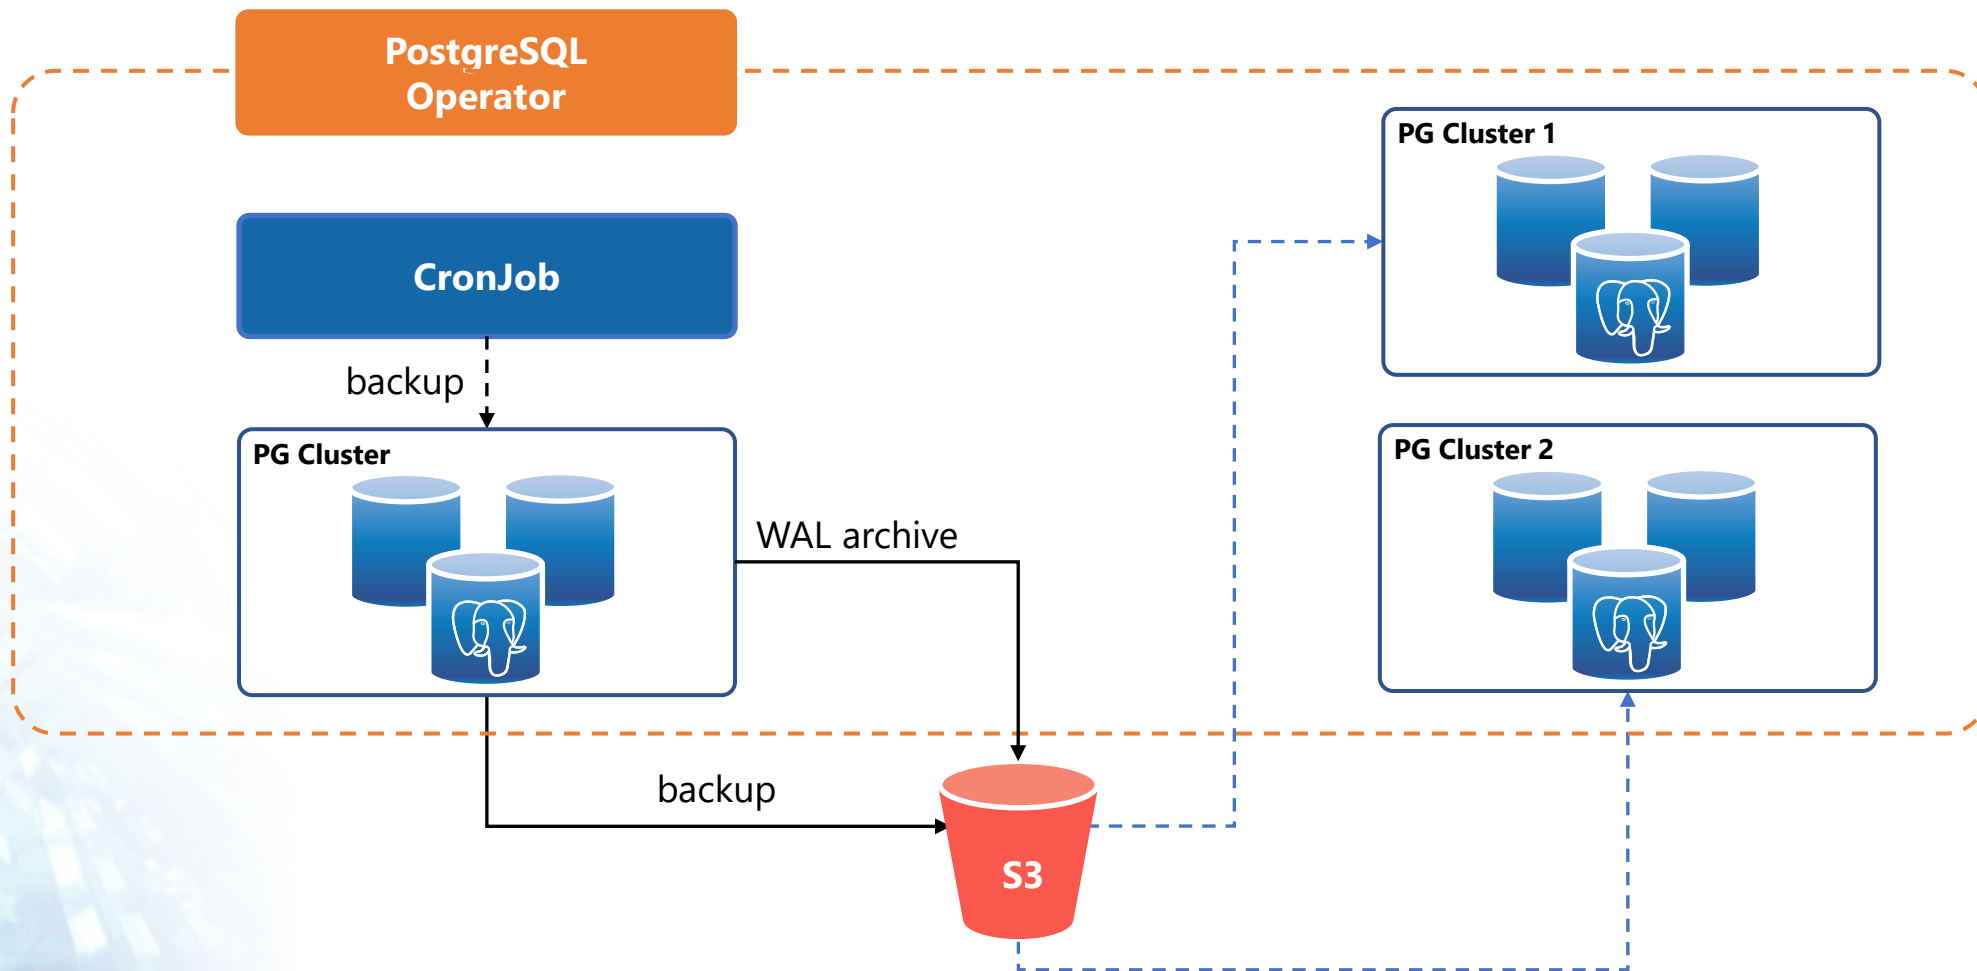 PostgreSQL
Operator
CronJob
backup
PG Cluster
WAL archive
backup
S3
PG Cluster 1
PG Cluster 2